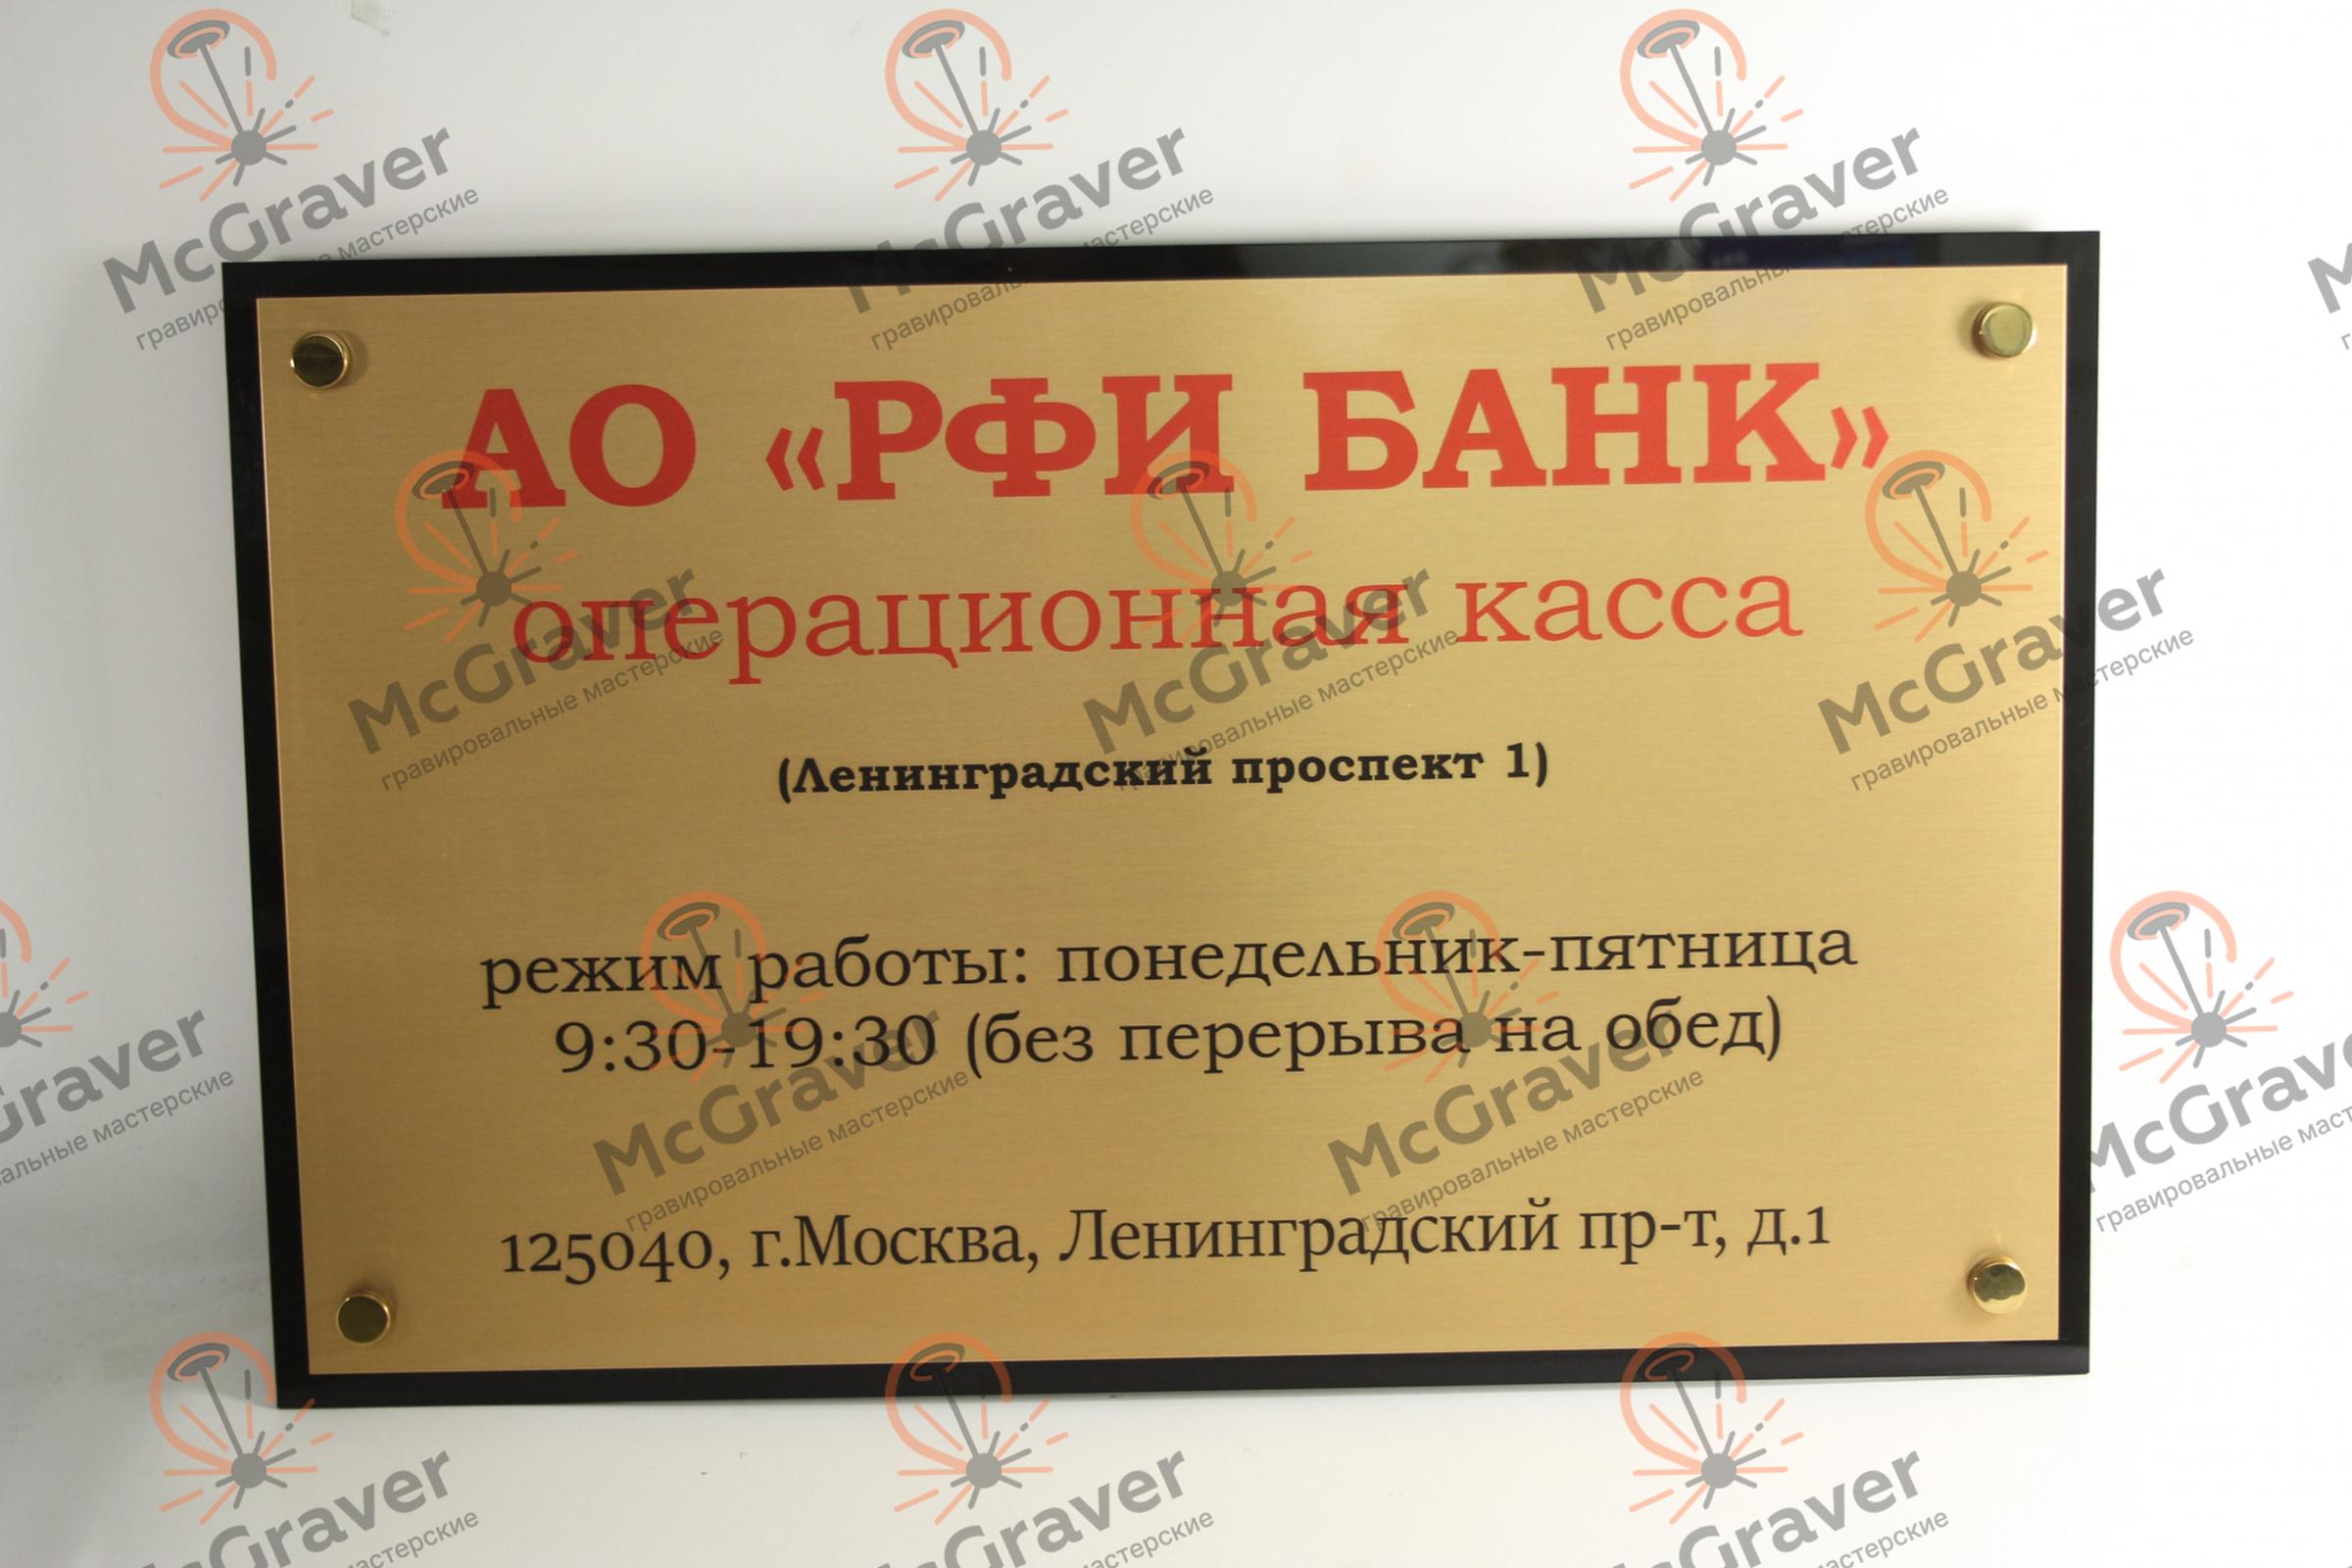 АО «РФИ БАНК»
операционная касса
(Ленинградский проспект 1)
режим работы: понедельник-пятница
9:30-19:30 (без перерыва на обед)
125040, г.Москва, Ленинградский пр-т, д.1
McGraver
гравировальные мастерские